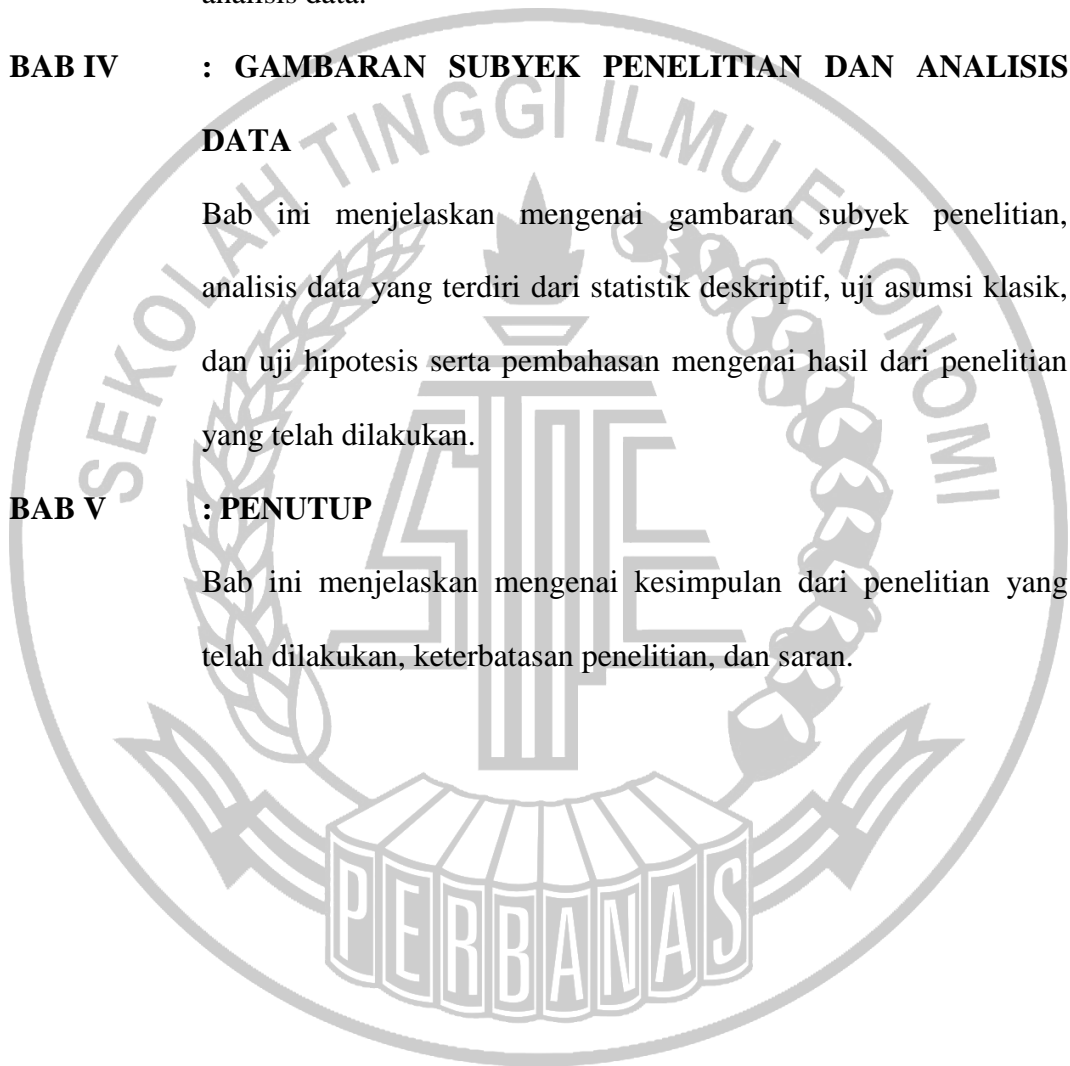 analisis data.
BAB IV : GAMBARAN SUBYEK PENELITIAN DAN ANALISIS
DATA
Bab ini menjelaskan mengenai gambaran subyek penelitian,
analisis data yang terdiri dari statistik deskriptif, uji asumsi klasik,
dan uji hipotesis serta pembahasan mengenai hasil dari penelitian
yang telah dilakukan.
BAB V : PENUTUP
Bab ini menjelaskan mengenai kesimpulan dari penelitian yang
telah dilakukan, keterbatasan penelitian, dan saran.
SEKOLAH TINGGI ILMU EKONOMI
STIE
PERBANAS